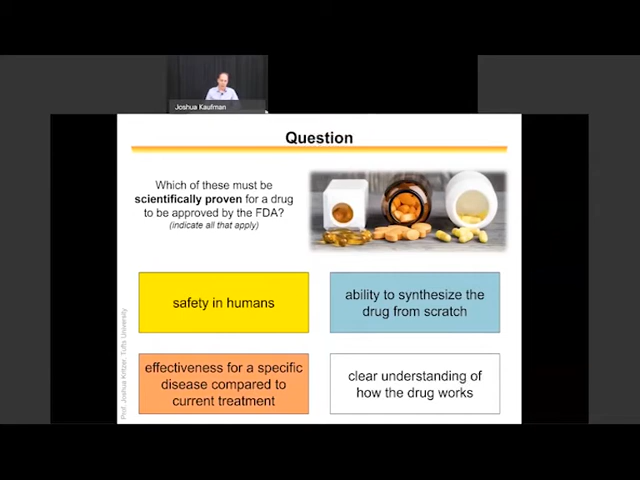 Joshua Kaufman
Question
Which of these must be
scientifically proven for a drug
to be approved by the FDA?
(indicate all that apply)
safety in humans
ability to synthesize the
drug from scratch
effectiveness for a specific
disease compared to
current treatment
clear understanding of
how the drug works
Prof. Joshua Kritzer, Tufts University